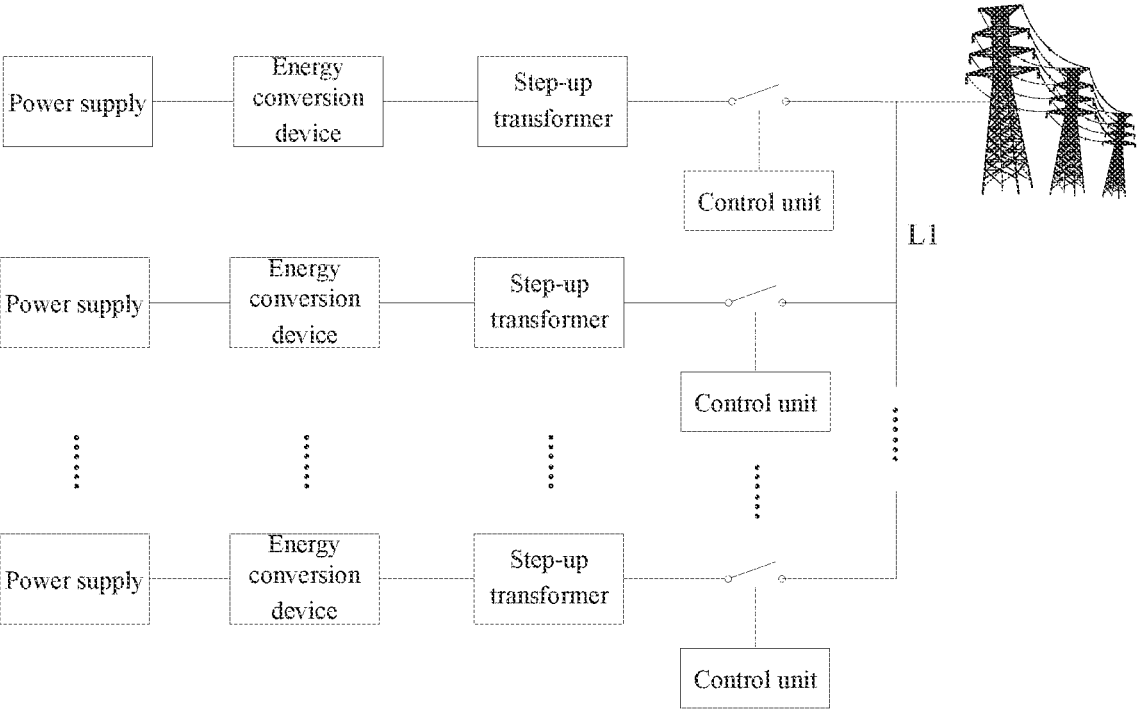 Power supply
Energy
conversion
device
Step-up
transformer
Control unit
L1
Power supply
Energy
conversion
device
Step-up
transformer
Control unit
Power supply
Energy
conversion
device
Step-up
transformer
Control unit